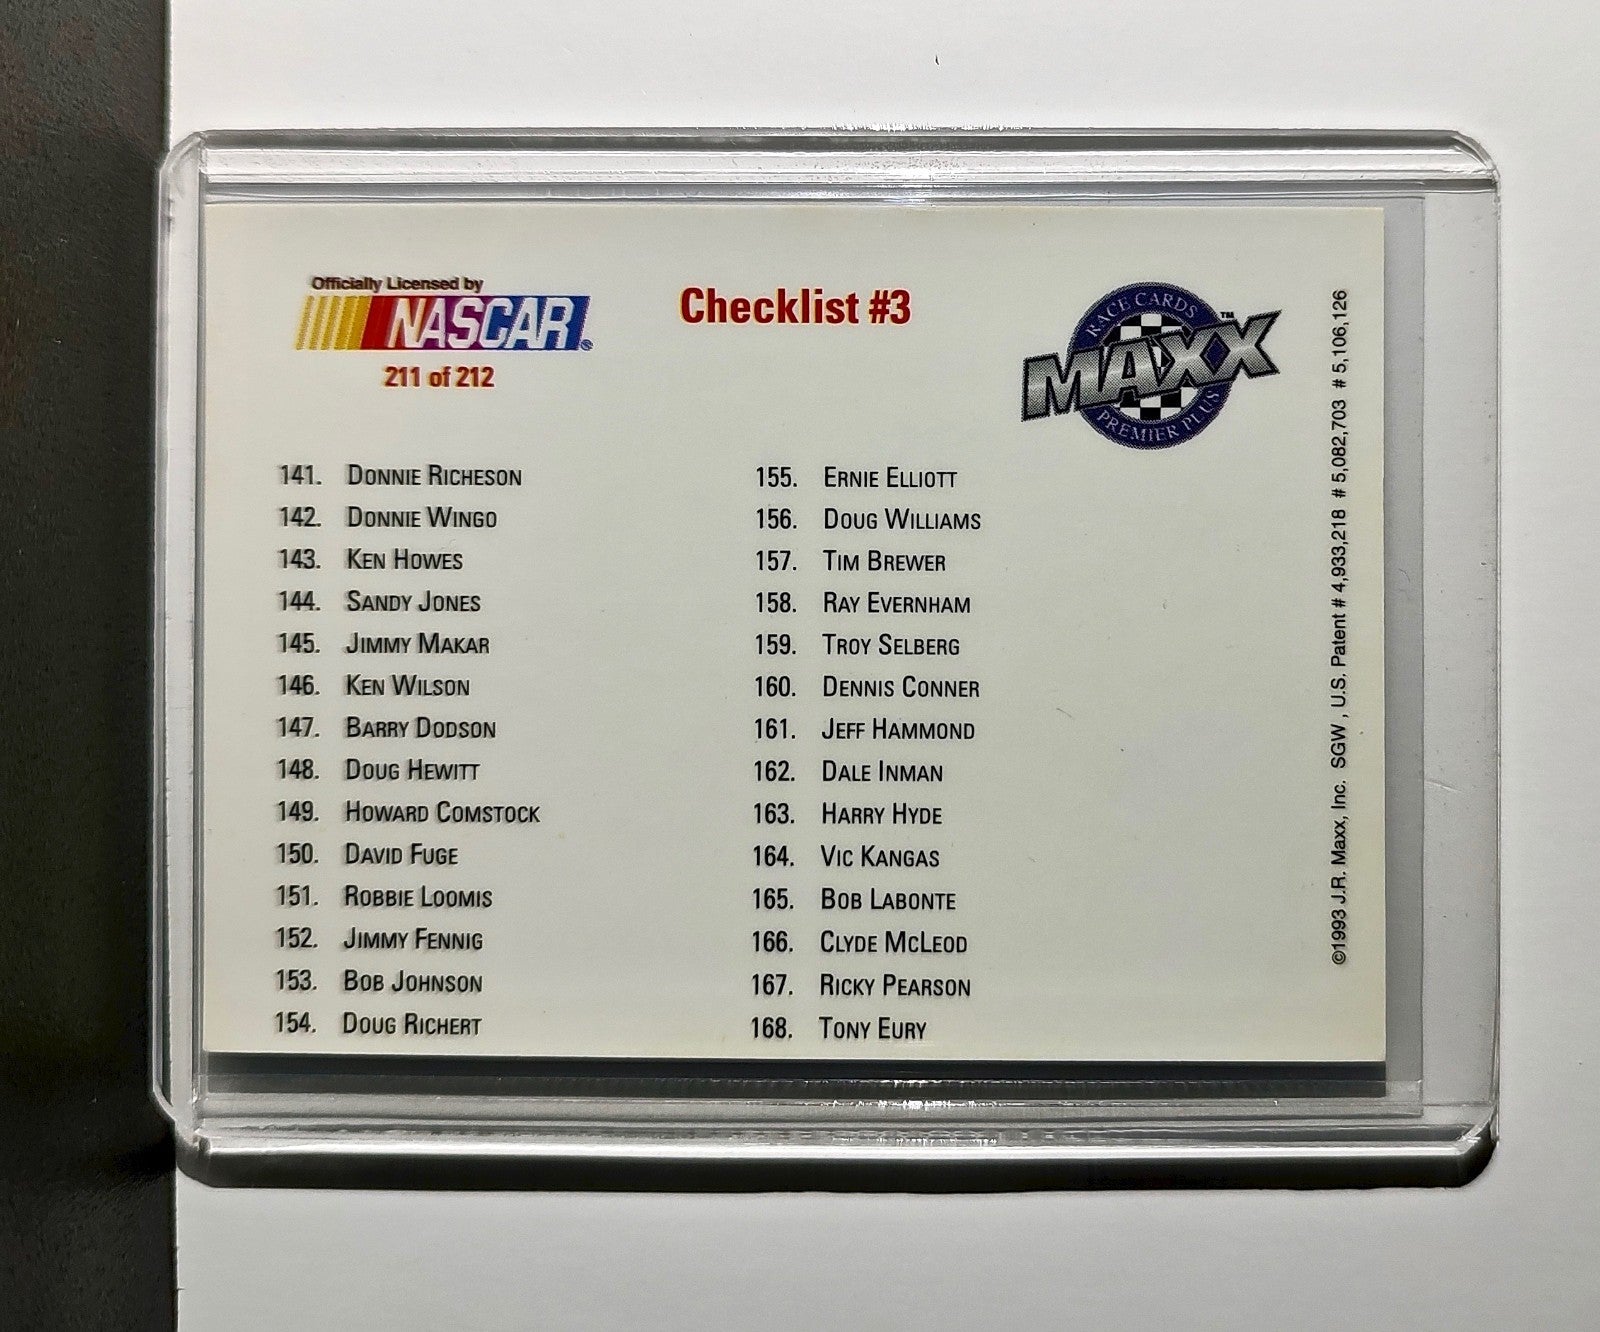 Officially Licensed by
NASCAR®
211 of 212
Checklist #3
RACE CARDS
MAXX™
PREMIER PLUS
141. DONNIE RICHESON
142. DONNIE WINGO
143. KEN HOWES
144. SANDY JONES
145. JIMMY MAKAR
146. KEN WILSON
147. BARRY DODSON
148. DOUG HEWITT
149. HOWARD COMSTOCK
150. DAVID FUGE
151. ROBBIE LOOMIS
152. JIMMY FENNIG
153. BOB JOHNSON
154. DOUG RICHERT
155. ERNIE ELLIOTT
156. DOUG WILLIAMS
157. TIM BREWER
158. RAY EVERNHAM
159. TROY SELBERG
160. DENNIS CONNER
161. JEFF HAMMOND
162. DALE INMAN
163. HARRY HYDE
164. VIC KANGAS
165. BOB LABONTE
166. CLYDE MCLEOD
167. RICKY PEARSON
168. TONY EURY
©1993 J.R. Maxx, Inc. SGW, U.S. Patent # 4,933,218 # 5,082,703 # 5,106,126